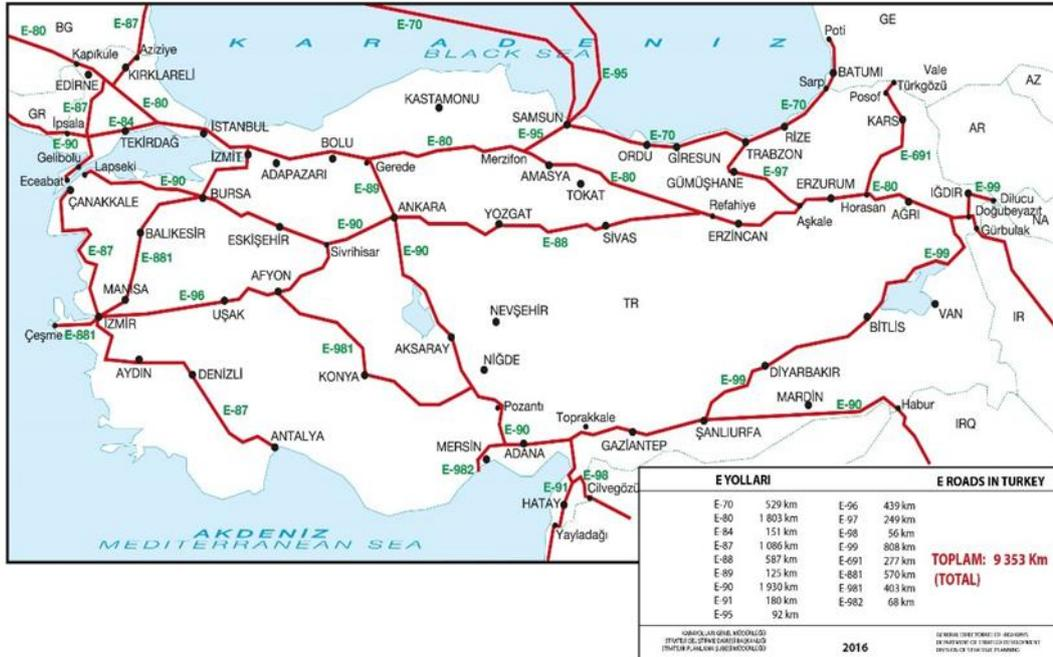 E-80
BG
E-87
E-70
GE
Kapıkule
Aziziye
K A R A D E N İ Z
BLACK SEA
Poti
EDİRNE
KIRKLARELİ
E-95
BATUMI
Vale
AZ
E-87
E-80
KASTAMONU
Sarp
Posof
Türkgözü
GR
İpsala
E-84
SAMSUN
E-70
KARS
AR
E-90
TEKİRDAĞ
İSTANBUL
E-95
E-70
RİZE
Gelibolu
İZMİT
BOLU
E-80
Merzifon
ORDU
GİRESUN
TRABZON
E-691
Lapseki
ADAPAZARI
Gerede
AMASYA
E-80
GÜMÜŞHANE
E-97
ERZURUM
E-80
IĞDIR
E-99
Eceabat
E-90
BURSA
E-89
TOKAT
Dilucu
ÇANAKKALE
ANKARA
YOZGAT
Refahiye
Aşkale
Horasan
AĞRI
Doğubeyazıt
NA
BALIKESİR
ESKİŞEHİR
E-90
E-88
SİVAS
ERZİNCAN
Gürbulak
E-87
E-881
Sivrihisar
E-90
E-99
AFYON
MANİSA
E-96
NEVŞEHİR
TR
VAN
IR
Çeşme
E-881
İZMİR
UŞAK
BİTLİS
E-981
AKSARAY
AYDIN
DENİZLİ
KONYA
NİĞDE
DİYARBAKIR
E-99
MARDİN
E-87
Pozantı
Toprakkale
E-90
Habur
ANTALYA
MERSİN
E-90
ADANA
GAZİANTEP
ŞANLIURFA
IRQ
E-982
E-98
E-91
Cilvegözü
HATAY
AKDENİZ
MEDITERRANEAN SEA
Yayladağı
E YOLLARI E ROADS IN TURKEY
E-70 529 km E-96 439 km
E-80 1 803 km E-97 249 km
E-84 151 km E-98 56 km
E-87 1 086 km E-99 808 km
E-88 587 km E-691 277 km
E-89 125 km E-881 570 km
E-90 1 930 km E-981 403 km
E-91 180 km E-982 68 km
E-95 92 km
TOPLAM: 9 353 Km
(TOTAL)
2016